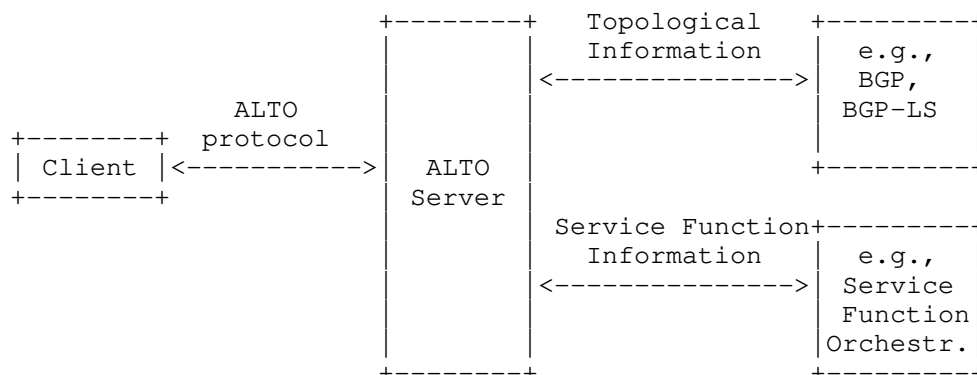 Topological
Information
e.g.,
BGP,
BGP-LS
ALTO
protocol
Client
ALTO
Server
Service Function
Information
e.g.,
Service
Function
Orchestr.